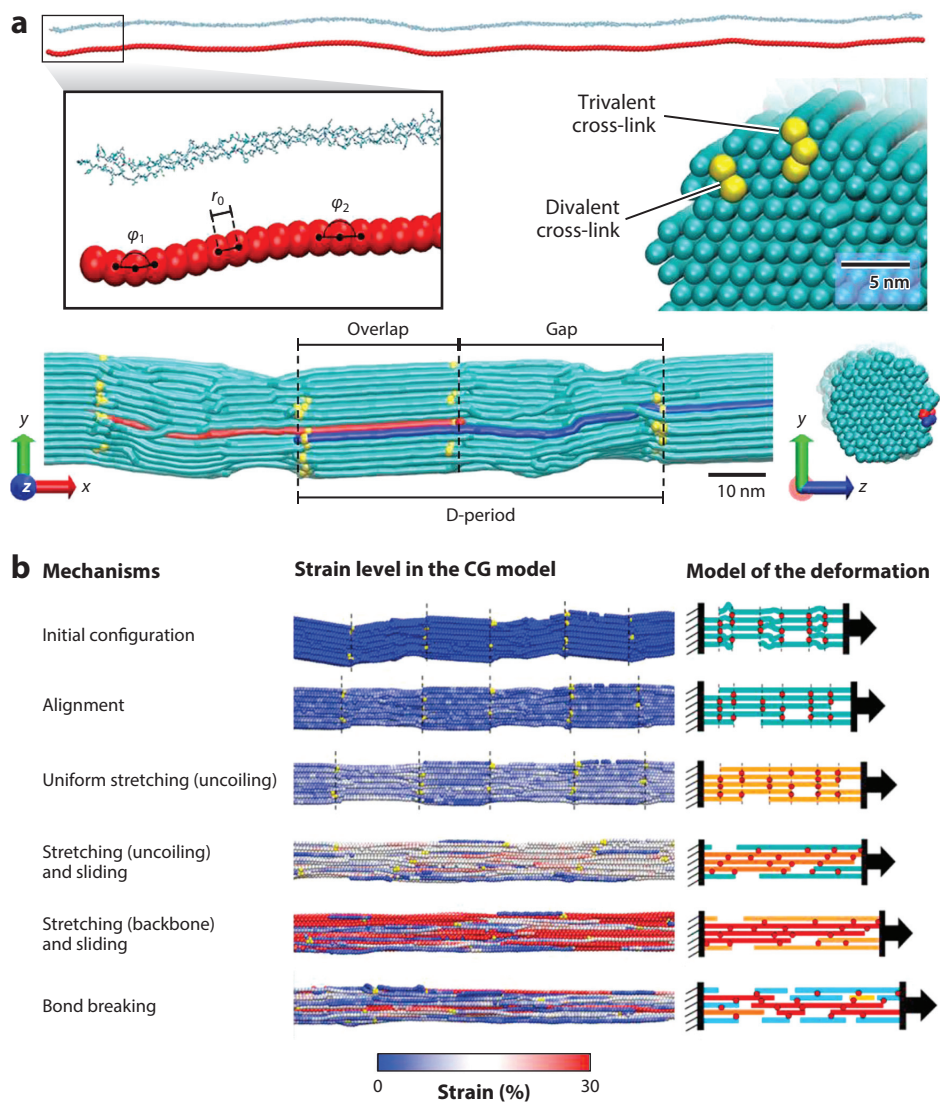 a
Trivalent
cross-link
Divalent
cross-link
r0
φ1
φ2
5 nm
Overlap
Gap
y
z
x
10 nm
D-period
y
z
b Mechanisms
Strain level in the CG model
Model of the deformation
Initial configuration
Alignment
Uniform stretching (uncoiling)
Stretching (uncoiling)
and sliding
Stretching (backbone)
and sliding
Bond breaking
0
30
Strain (%)